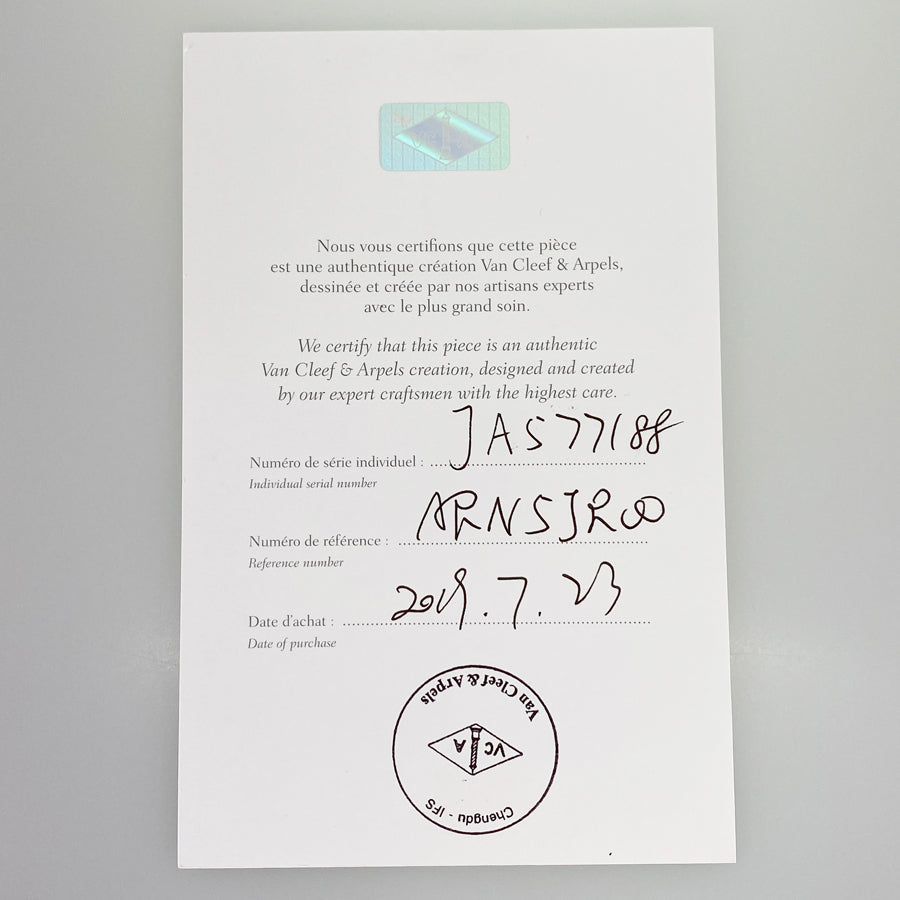 Nous vous certifions que cette pièce
est une authentique création Van Cleef & Arpels,
dessinée et créée par nos artisans experts
avec le plus grand soin.
We certify that this piece is an authentic
Van Cleef & Arpels creation, designed and created
by our expert craftsmen with the highest care.
Numéro de série individuel : JA577188
Individual serial number
Numéro de référence :
Reference number
Date d'achat : 2019.7.23
Date of purchase
Van Cleef & Arpels
VC A
Chengdu - IFS